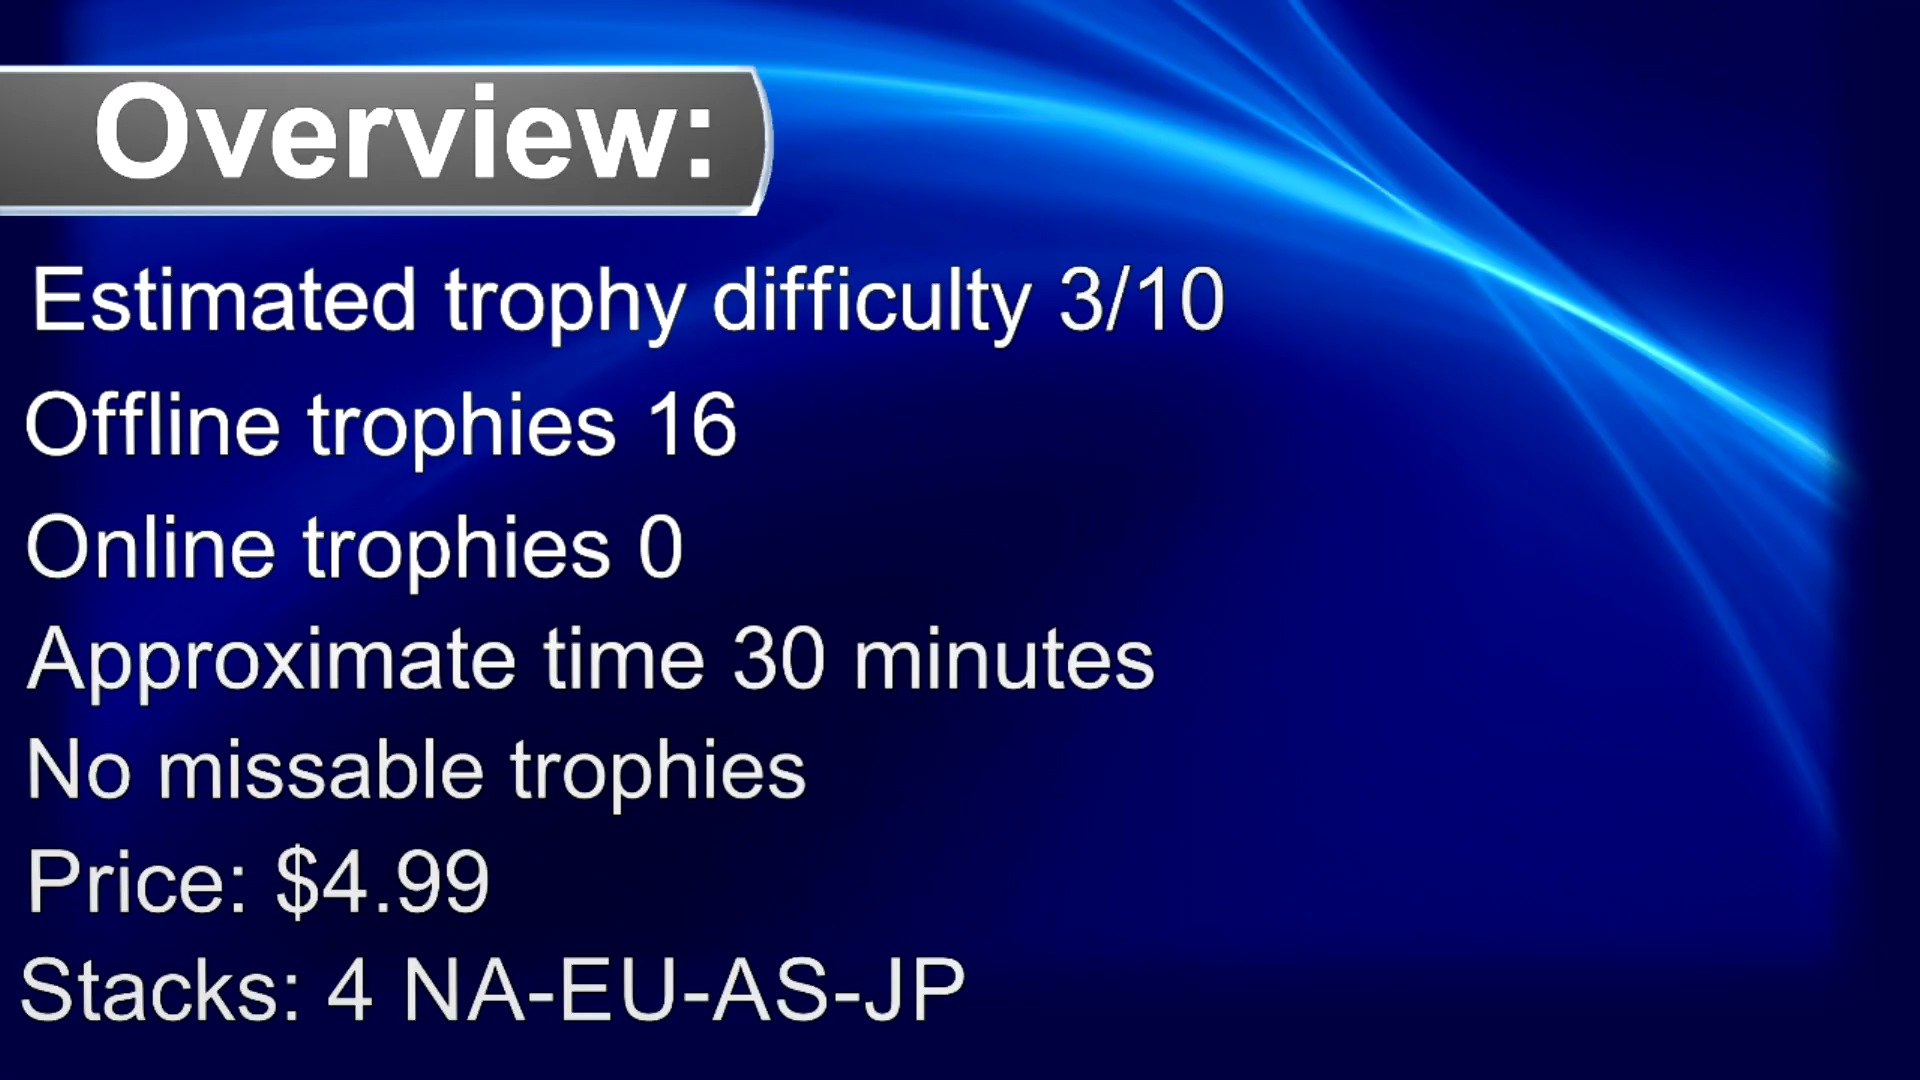 Overview:
Estimated trophy difficulty 3/10
Offline trophies 16
Online trophies 0
Approximate time 30 minutes
No missable trophies
Price: $4.99
Stacks: 4 NA-EU-AS-JP